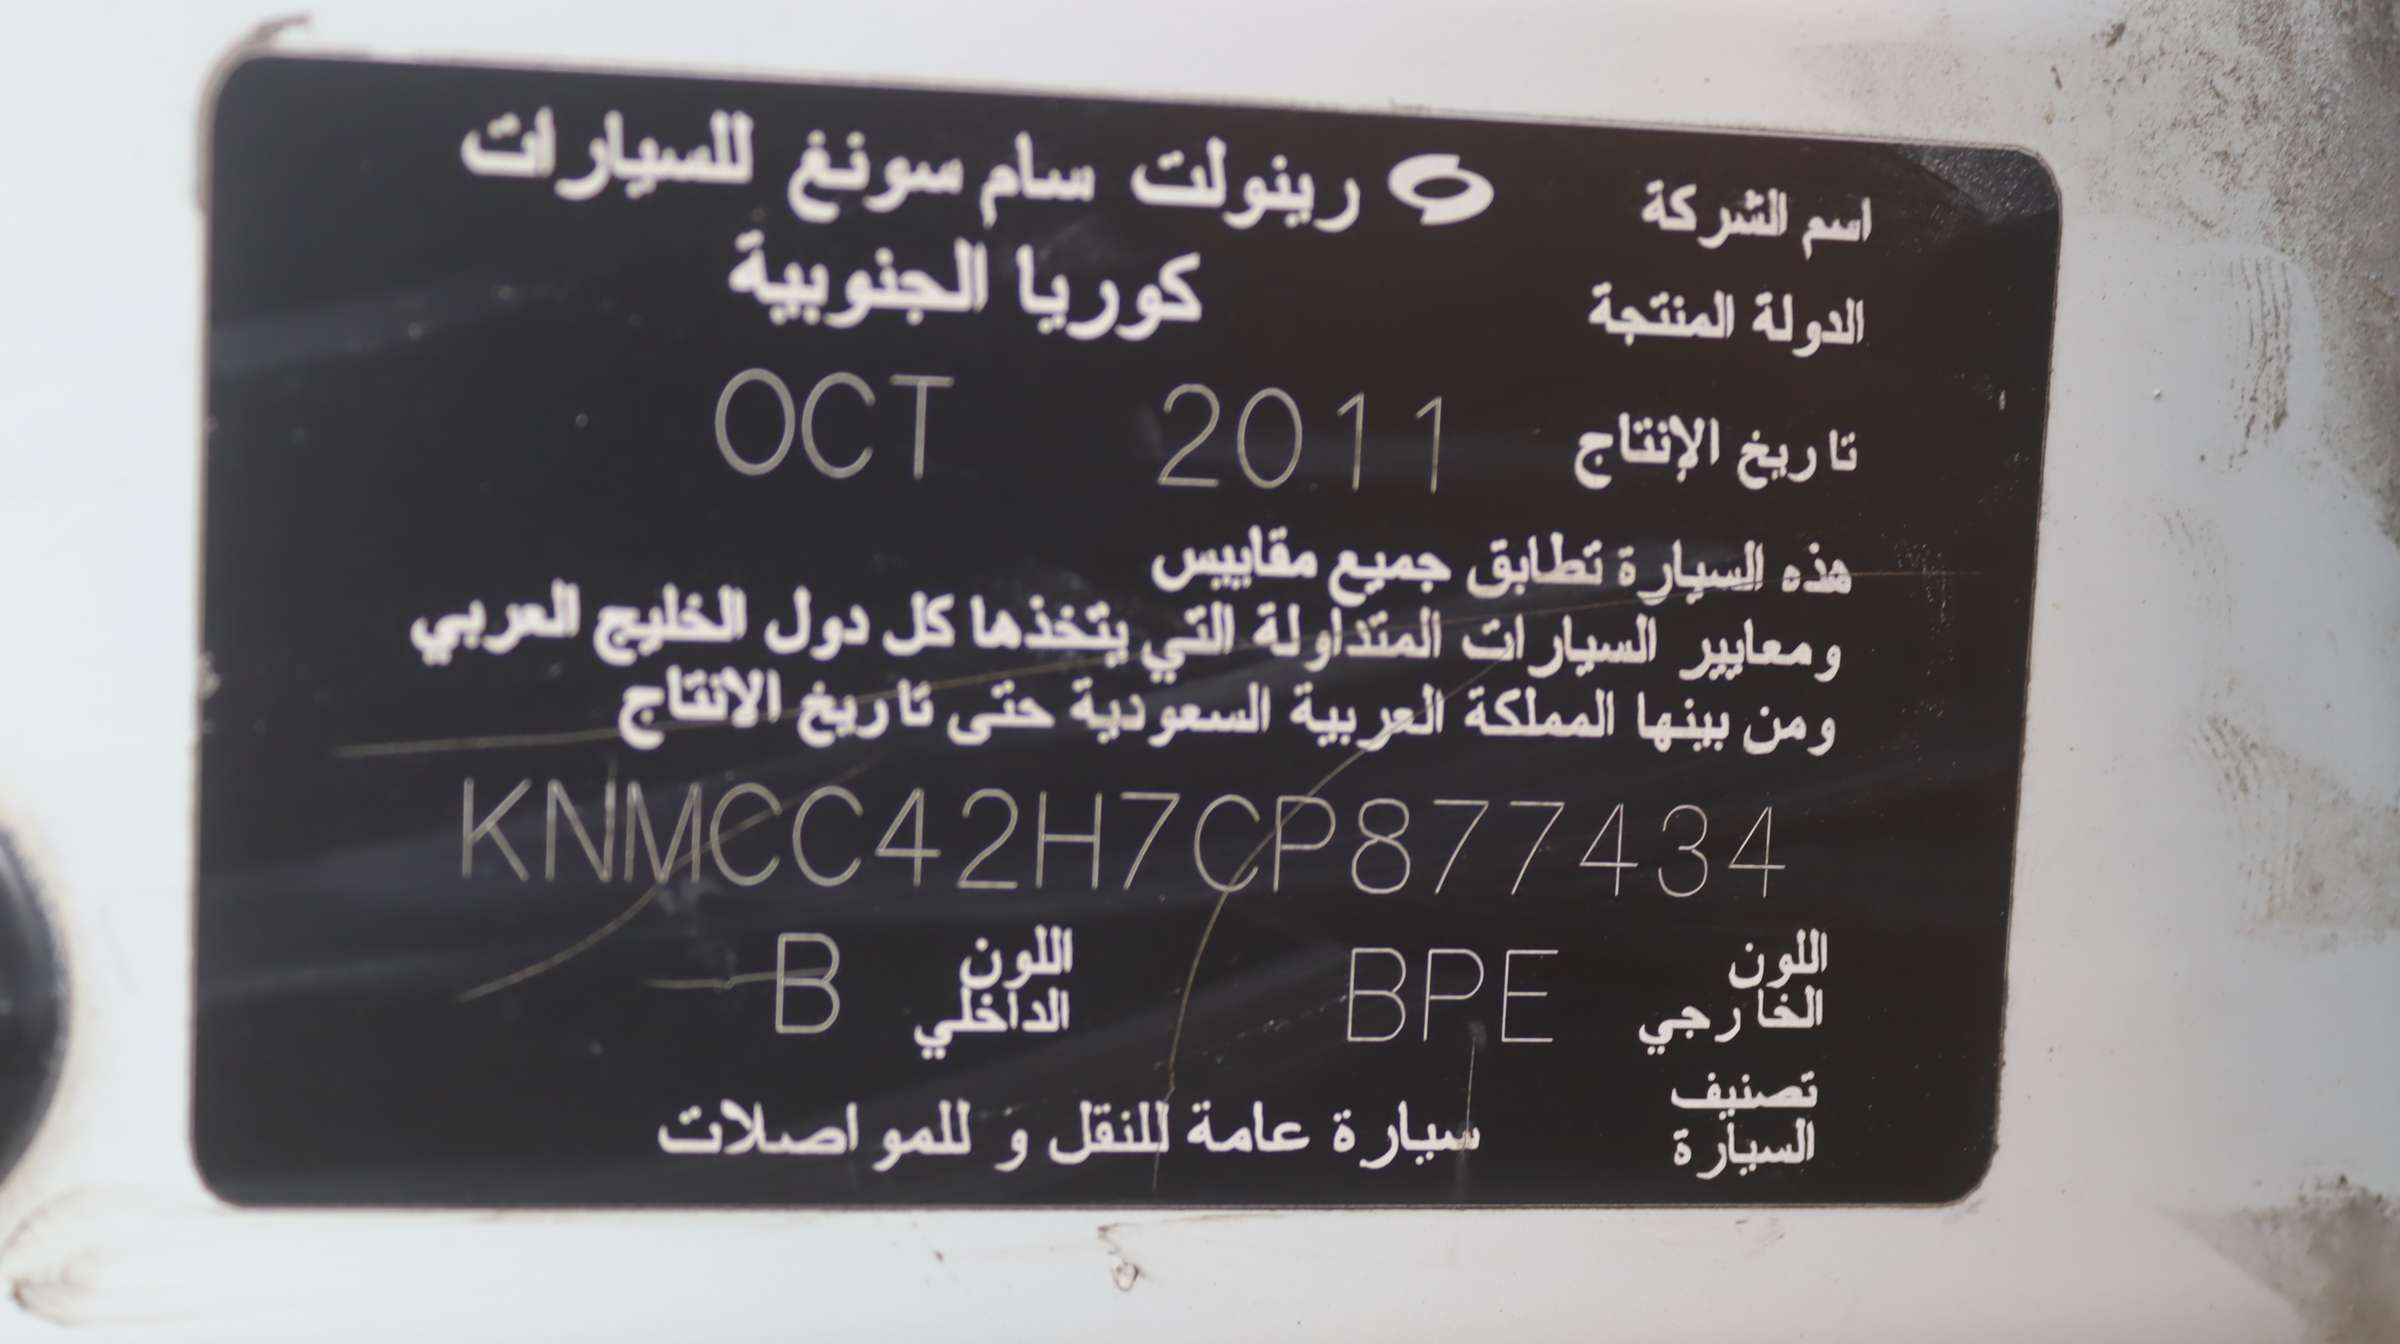 اسم الشركة رينولت سام سونغ للسيارات
الدولة المنتجة كوريا الجنوبية
تاريخ الإنتاج OCT 2011
هذه السيارة تطابق جميع مقاييس
ومعايير السيارات المتداولة التي يتخذها كل دول الخليج العربي
ومن بينها المملكة العربية السعودية حتى تاريخ الانتاج
KNMCC42H7CP877434
اللون الخارجي BPE اللون الداخلي B
تصنيف السيارة سيارة عامة للنقل و للمواصلات